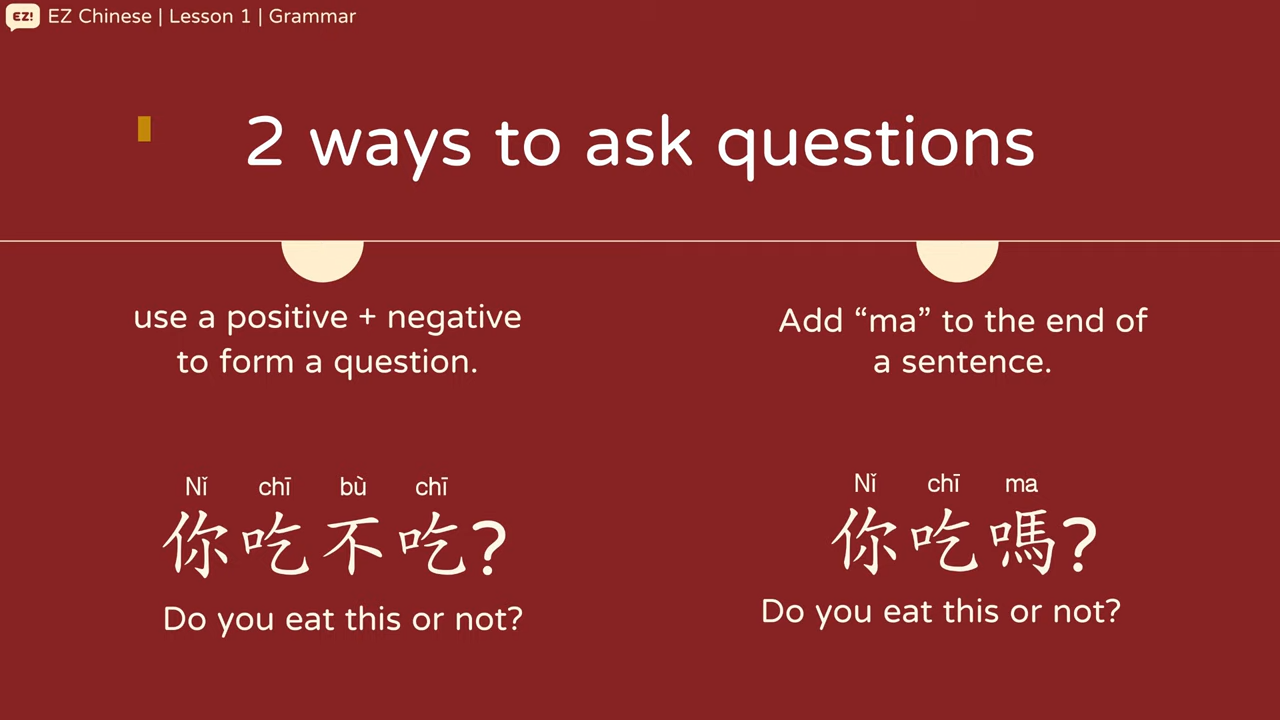 EZ!
EZ Chinese | Lesson 1 | Grammar
2 ways to ask questions
use a positive + negative
to form a question.
Nǐ chī bù chī
你吃不吃?
Do you eat this or not?
Add “ma” to the end of
a sentence.
Nǐ chī ma
你吃嗎?
Do you eat this or not?